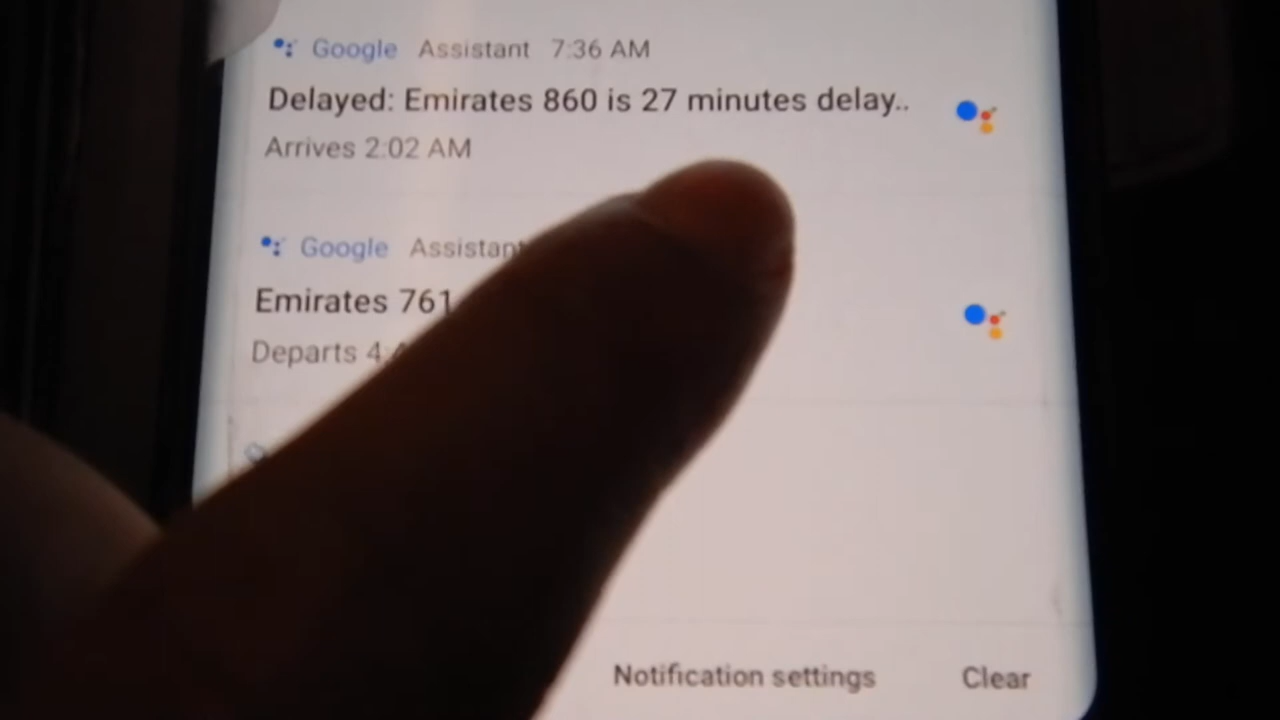 Google Assistant 7:36 AM
Delayed: Emirates 860 is 27 minutes delay..
Arrives 2:02 AM
Google Assistant
Emirates 761
Departs
Notification settings Clear